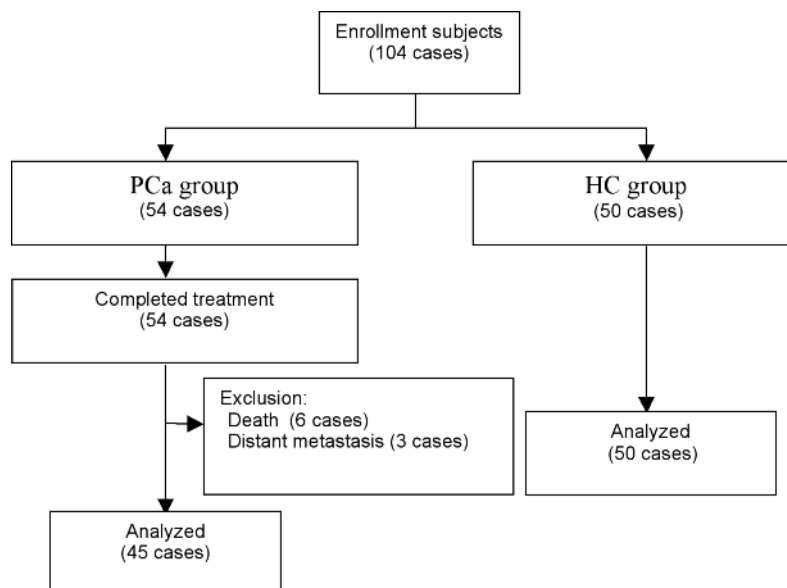 Enrollment subjects
(104 cases)
PCa group
(54 cases)
HC group
(50 cases)
Completed treatment
(54 cases)
Exclusion:
Death (6 cases)
Distant metastasis (3 cases)
Analyzed
(50 cases)
Analyzed
(45 cases)